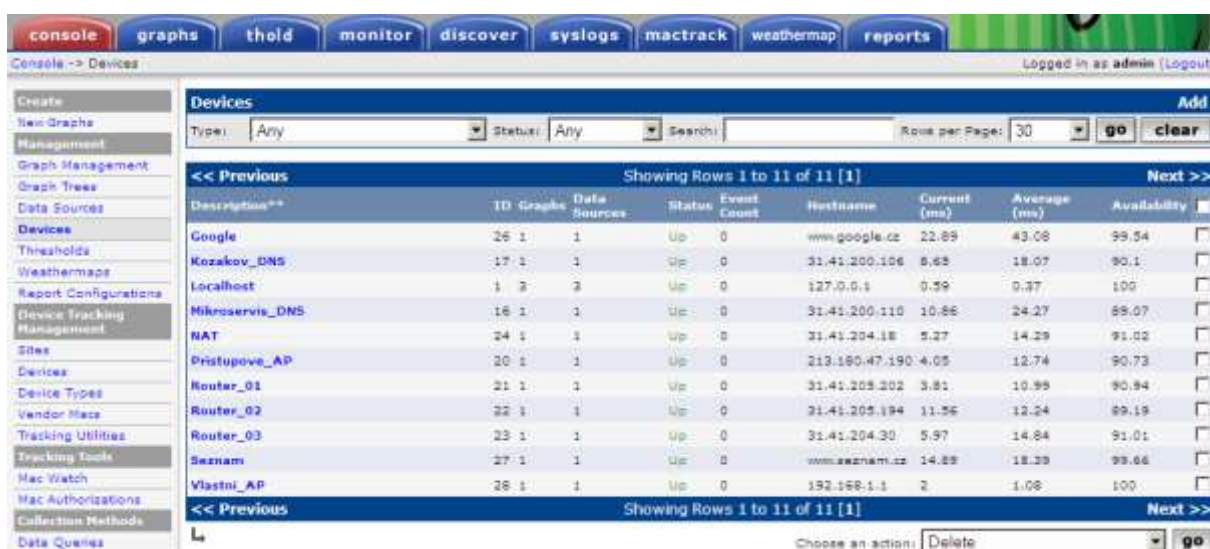 console graphs thold monitor discover syslogs mactrack weathermap reports
Console -> Devices Logged in as admin (Logout
Create
New Graphs
Management
Graph Management
Graph Trees
Data Sources
Devices
Thresholds
Weathermaps
Report Configurations
Device Tracking
Management
Sites
Devices
Device Types
Vendor Macs
Tracking Utilities
Tracking Tools
Mac Watch
Mac Authorizations
Collection Methods
Data Queries
Devices Add
Type: Any Status: Any Search: Rows per Page: 30 go clear
<< Previous Showing Rows 1 to 11 of 11 [1] Next >>
Description** ID Graphs Data Sources Status Event Count Hostname Current (ms) Average (ms) Availability
Google 26 1 1 Up 0 www.google.cz 22.89 43.08 99.54
Kozakov_DNS 17 1 1 Up 0 31.41.200.106 18.07 90.1
Localhost 1 3 3 Up 0 127.0.0.1 0.59 0.37 100
Mikroservis_DNS 16 1 1 Up 0 31.41.200.110 10.86 24.27 89.07
NAT 24 1 1 Up 0 31.41.204.18 5.27 14.29 91.02
Pristupove_AP 20 1 1 Up 0 213.180.47.190 4.05 12.74 90.73
Router_01 21 1 1 Up 0 31.41.205.202 3.81 10.99 90.94
Router_02 22 1 1 Up 0 31.41.205.194 11.56 12.24 89.19
Router_03 23 1 1 Up 0 31.41.204.30 5.97 14.84 91.01
Seznam 27 1 1 Up 0 www.seznam.cz 14.89 18.39 99.66
Vlastni_AP 28 1 1 Up 0 192.168.1.1 2 1.08 100
<< Previous Showing Rows 1 to 11 of 11 [1] Next >>
Choose an action: Delete go